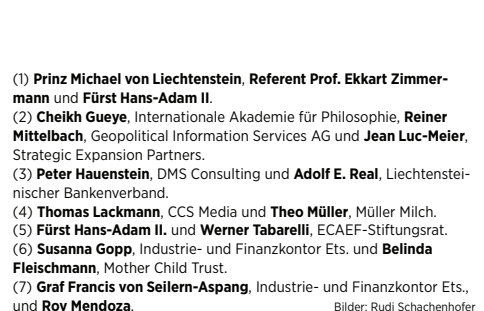 (1) Prinz Michael von Liechtenstein, Referent Prof. Ekkart Zimmer-
mann und Fürst Hans-Adam II.
(2) Cheikh Gueye, Internationale Akademie für Philosophie, Reiner
Mittelbach, Geopolitical Information Services AG und Jean Luc-Meier,
Strategic Expansion Partners.
(3) Peter Hauenstein, DMS Consulting und Adolf E. Real, Liechtenstei-
nischer Bankenverband.
(4) Thomas Lackmann, CCS Media und Theo Müller, Müller Milch.
(5) Fürst Hans-Adam II. und Werner Tabarelli, ECAEF-Stiftungsrat.
(6) Susanna Gopp, Industrie- und Finanzkontor Ets. und Belinda
Fleischmann, Mother Child Trust.
(7) Graf Francis von Seilern-Aspang, Industrie- und Finanzkontor Ets.,
und Roy Mendoza. Bilder: Rudi Schachenhofer